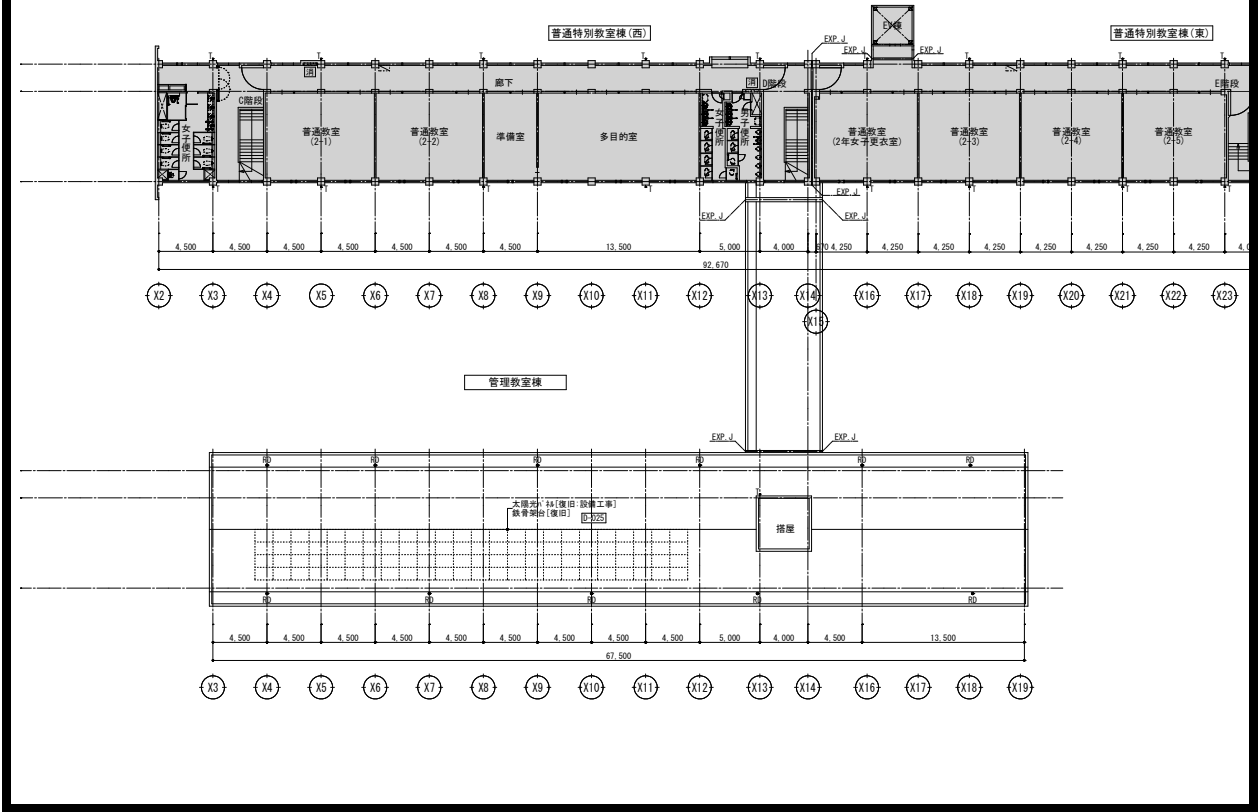 普通特別教室棟(西)
普通特別教室棟(東)
EV棟
EXP.J
EXP.J
EXP.J
T
T
T
T
T
T
T
消
廊下
消
D階段
E階段
C階段
女子便所
普通教室
(2-1)
普通教室
(2-2)
準備室
多目的室
女子便所
男子便所
普通教室
(2年女子更衣室)
普通教室
(2-3)
普通教室
(2-4)
普通教室
(2-5)
T
T
T
T
T
T
T
EXP.J
EXP.J
EXP.J
4,500
4,500
4,500
4,500
4,500
4,500
4,500
13,500
5,000
4,000
670
4,250
4,250
4,250
4,250
4,250
4,250
4,250
4,250
92,670
X2
X3
X4
X5
X6
X7
X8
X9
X10
X11
X12
X13
X14
X16
X17
X18
X19
X20
X21
X22
X23
X15
管理教室棟
EXP.J
EXP.J
RD
RD
RD
RD
RD
RD
太陽光ﾊﾟﾈﾙ[復旧:設備工事]
鉄骨架台[復旧]
D-025
T
塔屋
RD
RD
RD
RD
RD
4,500
4,500
4,500
4,500
4,500
4,500
4,500
4,500
4,500
5,000
4,000
4,500
13,500
67,500
X3
X4
X5
X6
X7
X8
X9
X10
X11
X12
X13
X14
X16
X17
X18
X19